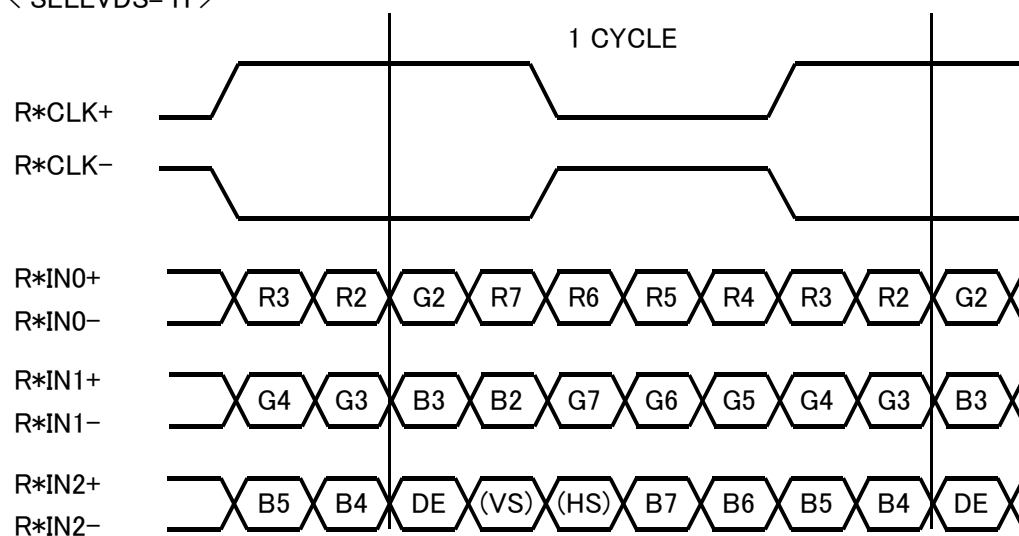 1 CYCLE
R*CLK+
R*CLK-
R*IN0+
R3 R2 G2 R7 R6 R5 R4 R3 R2 G2
R*IN0-
R*IN1+
G4 G3 B3 B2 G7 G6 G5 G4 G3 B3
R*IN1-
R*IN2+
B5 B4 DE (VS) (HS) B7 B6 B5 B4 DE
R*IN2-